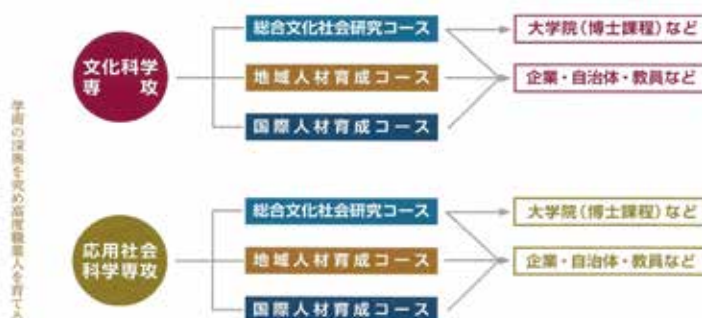 文化科学
専攻
総合文化社会研究コース
地域人材育成コース
国際人材育成コース
大学院（博士課程）など
企業・自治体・教員など
応用社会
科学専攻
総合文化社会研究コース
地域人材育成コース
国際人材育成コース
大学院（博士課程）など
企業・自治体・教員など